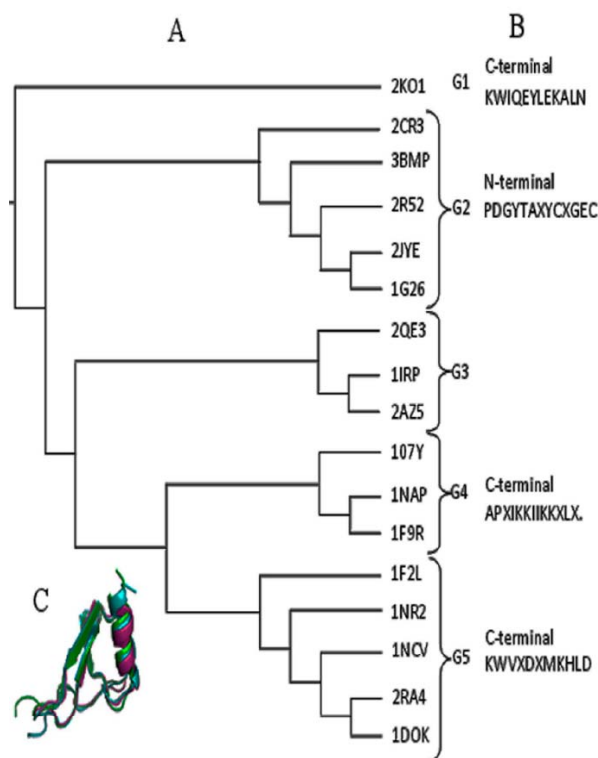 A
B
C-terminal
2KO1 G1
KWIQEYLEKALN
2CR3
3BMP
N-terminal
2R52 G2
PDGYTAXYCXGEC
2JYE
1G26
2QE3
1IRP G3
2AZ5
107Y
1NAP G4 C-terminal
APXIKKIIKKXLX.
1F9R
1F2L
C
1NR2
C-terminal
1NCV G5
KWVXDXMKHLD
2RA4
1DOK